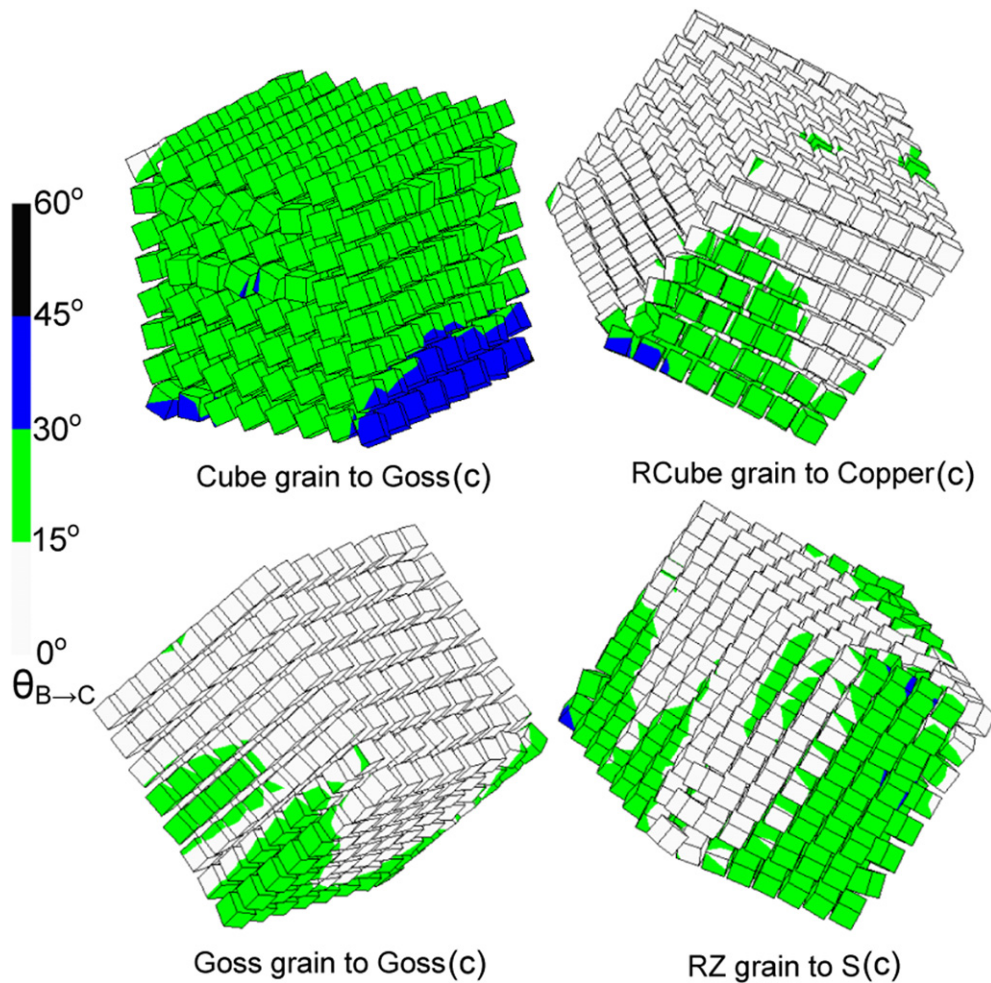 60°
45°
30°
15°
0°
θB→C
Cube grain to Goss(c)
RCube grain to Copper(c)
Goss grain to Goss(c)
RZ grain to S(c)